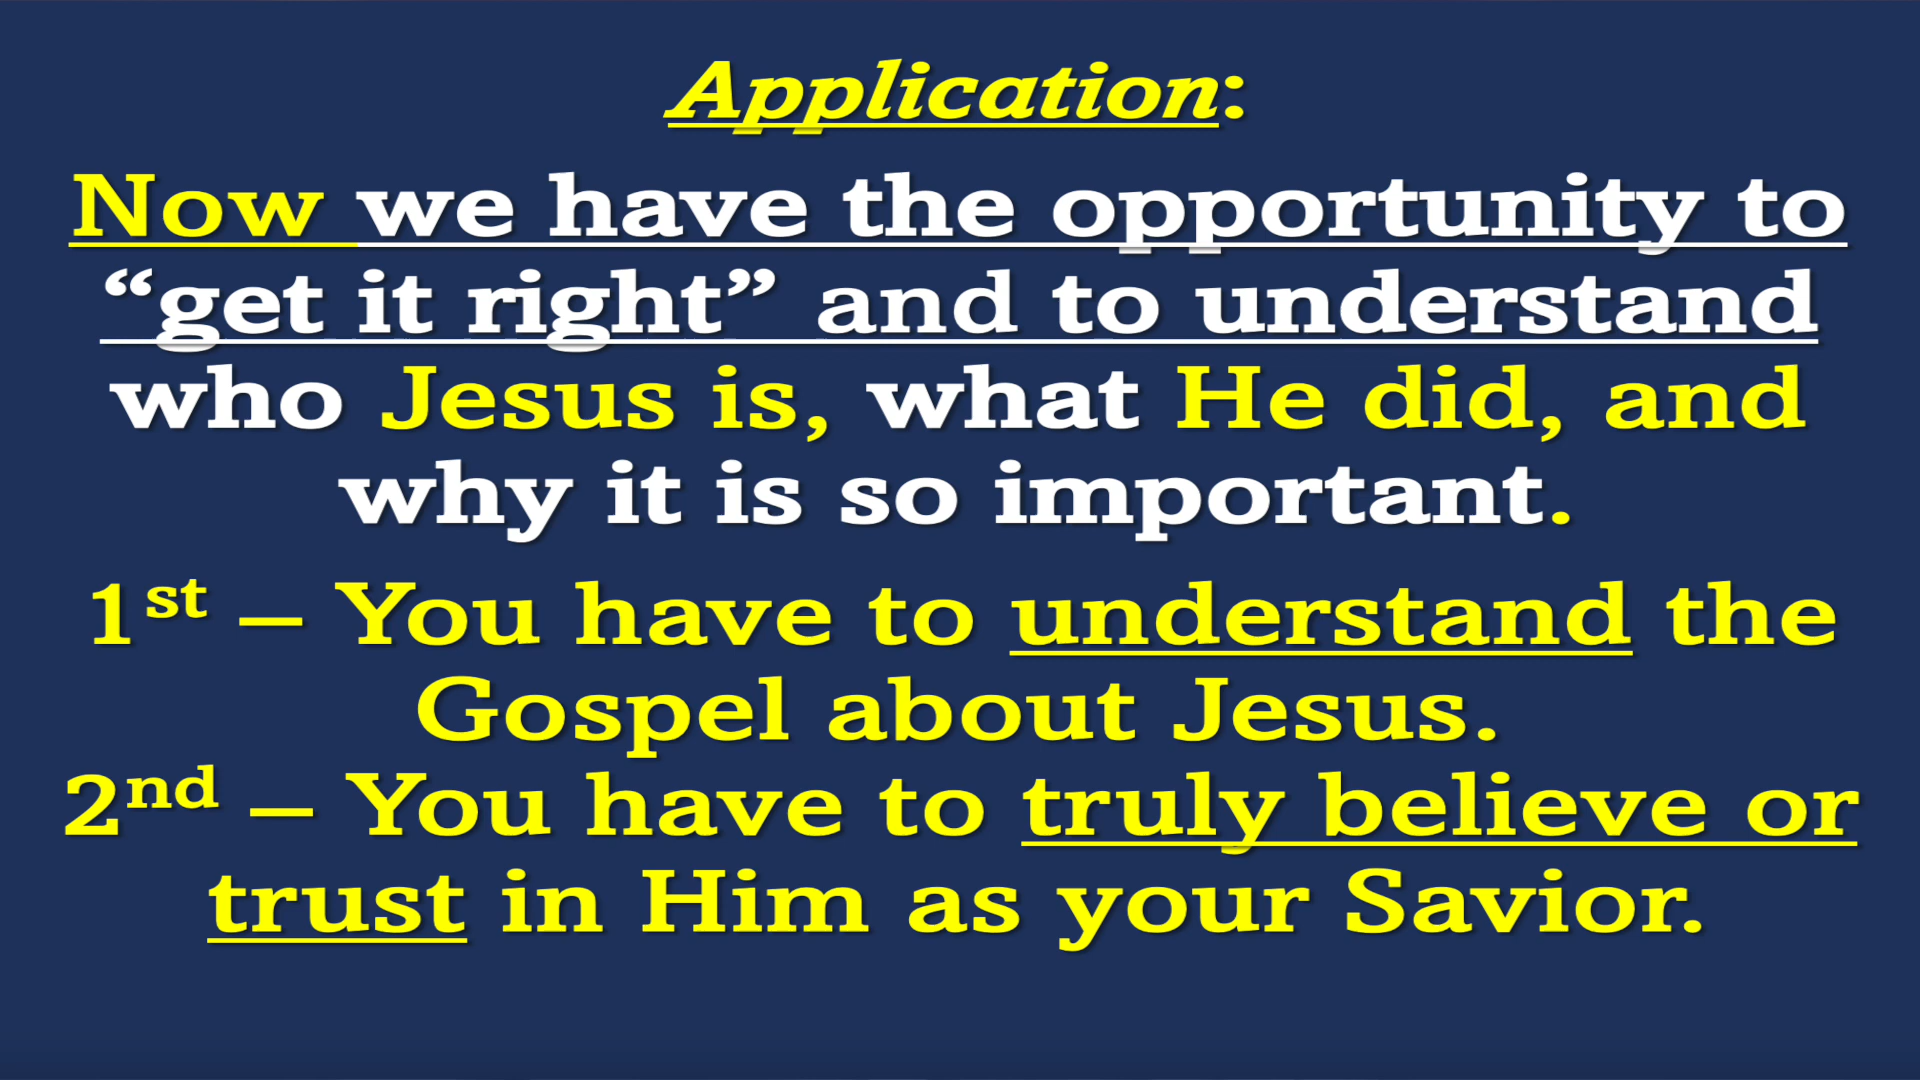 Application:
Now we have the opportunity to
“get it right” and to understand
who Jesus is, what He did, and
why it is so important.
1st – You have to understand the
Gospel about Jesus.
2nd – You have to truly believe or
trust in Him as your Savior.